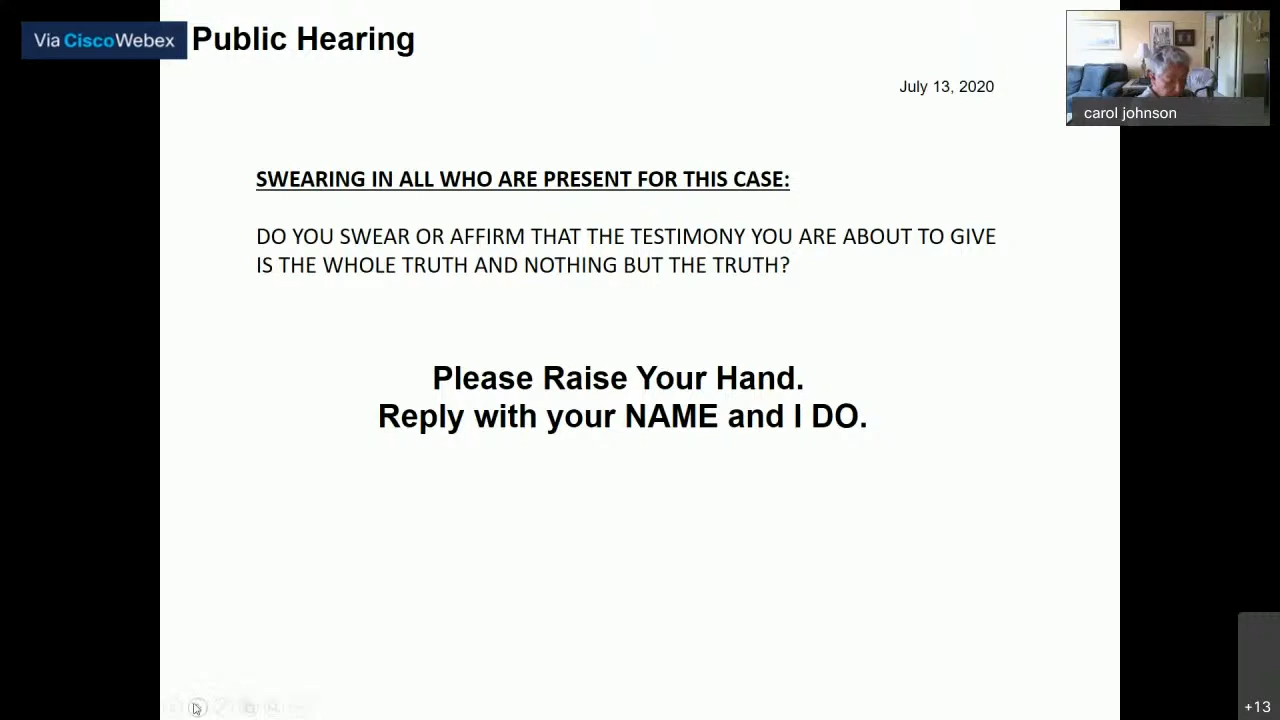 Via CiscoWebex
Public Hearing
July 13, 2020
carol johnson
SWEARING IN ALL WHO ARE PRESENT FOR THIS CASE:
DO YOU SWEAR OR AFFIRM THAT THE TESTIMONY YOU ARE ABOUT TO GIVE
IS THE WHOLE TRUTH AND NOTHING BUT THE TRUTH?
Please Raise Your Hand.
Reply with your NAME and I DO.
+13